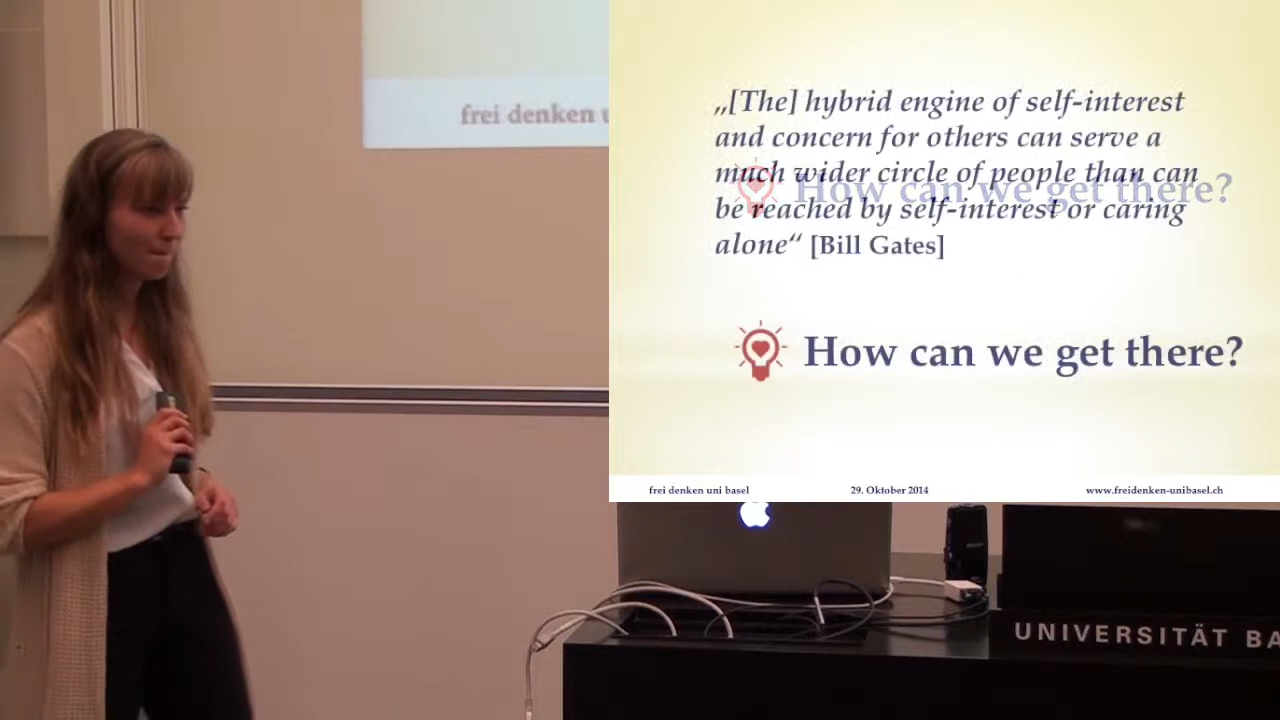 frei denken u
„[The] hybrid engine of self-interest
and concern for others can serve a
much wider circle of people than can
How can we get there?
be reached by self-interest or caring
alone“ [Bill Gates]
How can we get there?
frei denken uni basel 29. Oktober 2014 www.freidenken-unibasel.ch
UNIVERSITÄT BA